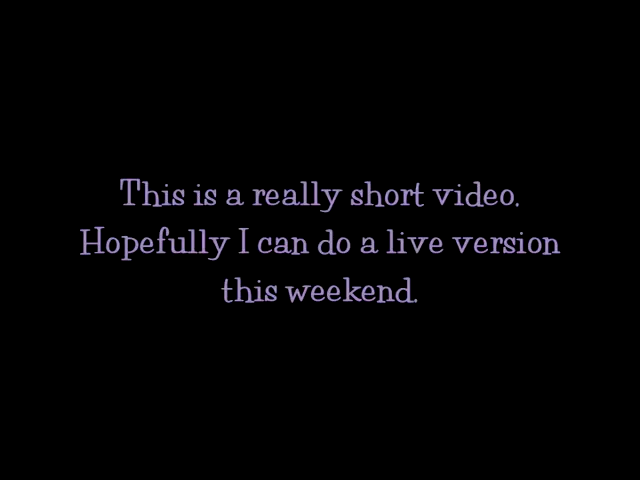 This is a really short video.
Hopefully I can do a live version
this weekend.